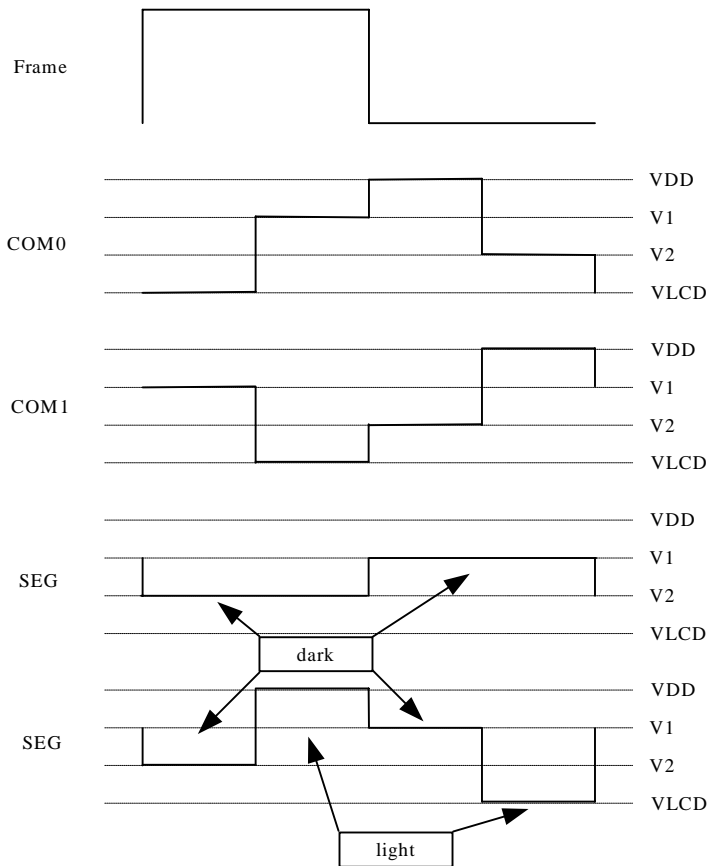 Frame
VDD
V1
COM0
V2
VLCD
VDD
V1
COM1
V2
VLCD
VDD
V1
SEG
V2
VLCD
dark
VDD
V1
SEG
V2
VLCD
light